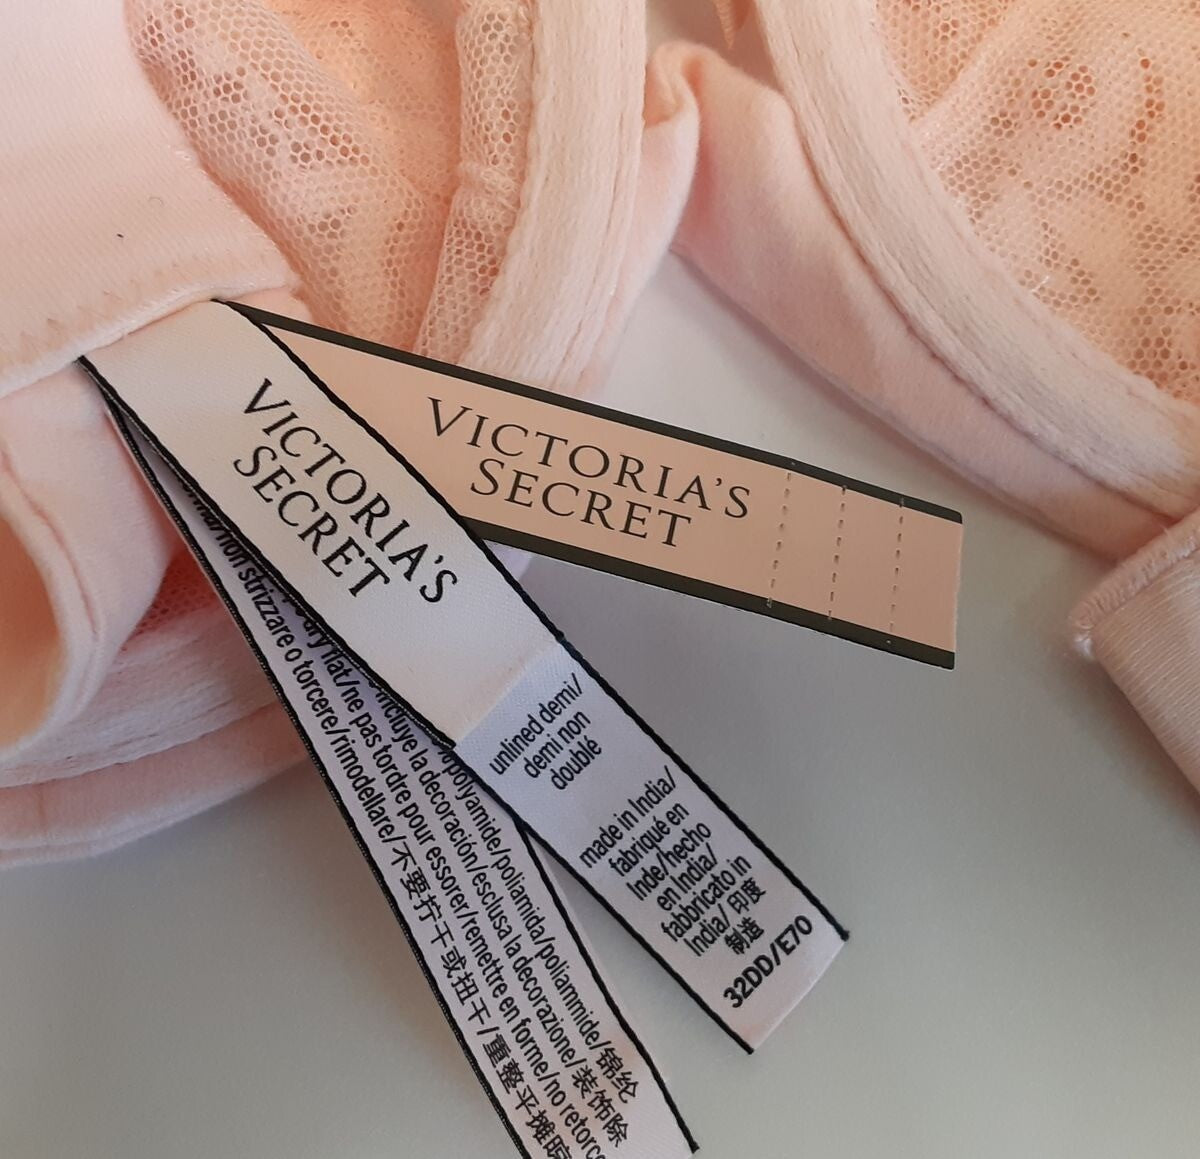 VICTORIA'S
SECRET
VICTORIA'S
SECRET
unlined demi/
demi non
doublé
made in India/
fabriqué en
Inde/hecho
en India/
fabbricato in
India/ 印度
制造
32DD/E70
polyamide/poliamida/poliammide/锦纶
incluye la decoración/esclusa la decorazione/装饰除
dry flat/ne pas tordre pour essorer/remettre en forme/no retorce
non strizzare o torcere/rimodellare/不要拧干或扭干/重整平摊晾